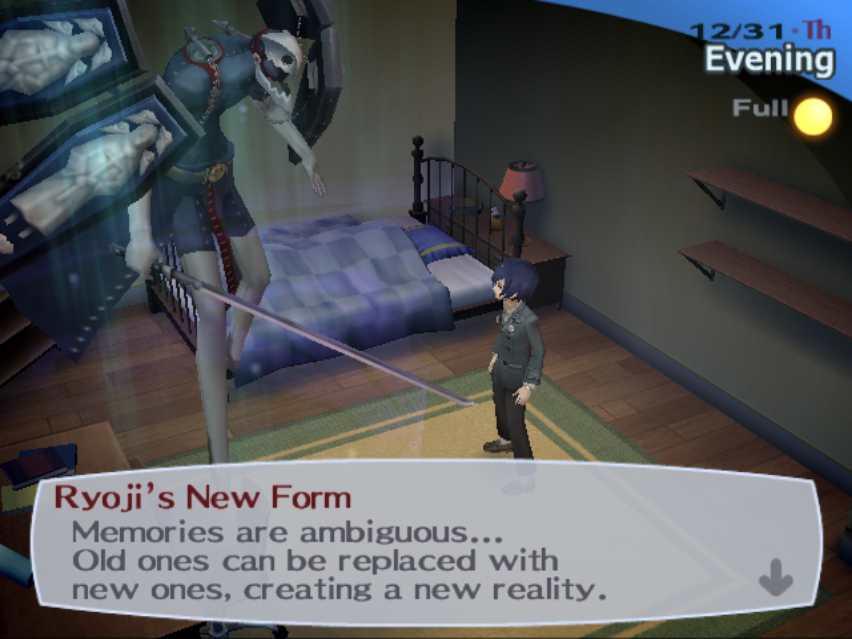 12/31・Th
Evening
Full
Ryoji's New Form
Memories are ambiguous...
Old ones can be replaced with
new ones, creating a new reality.